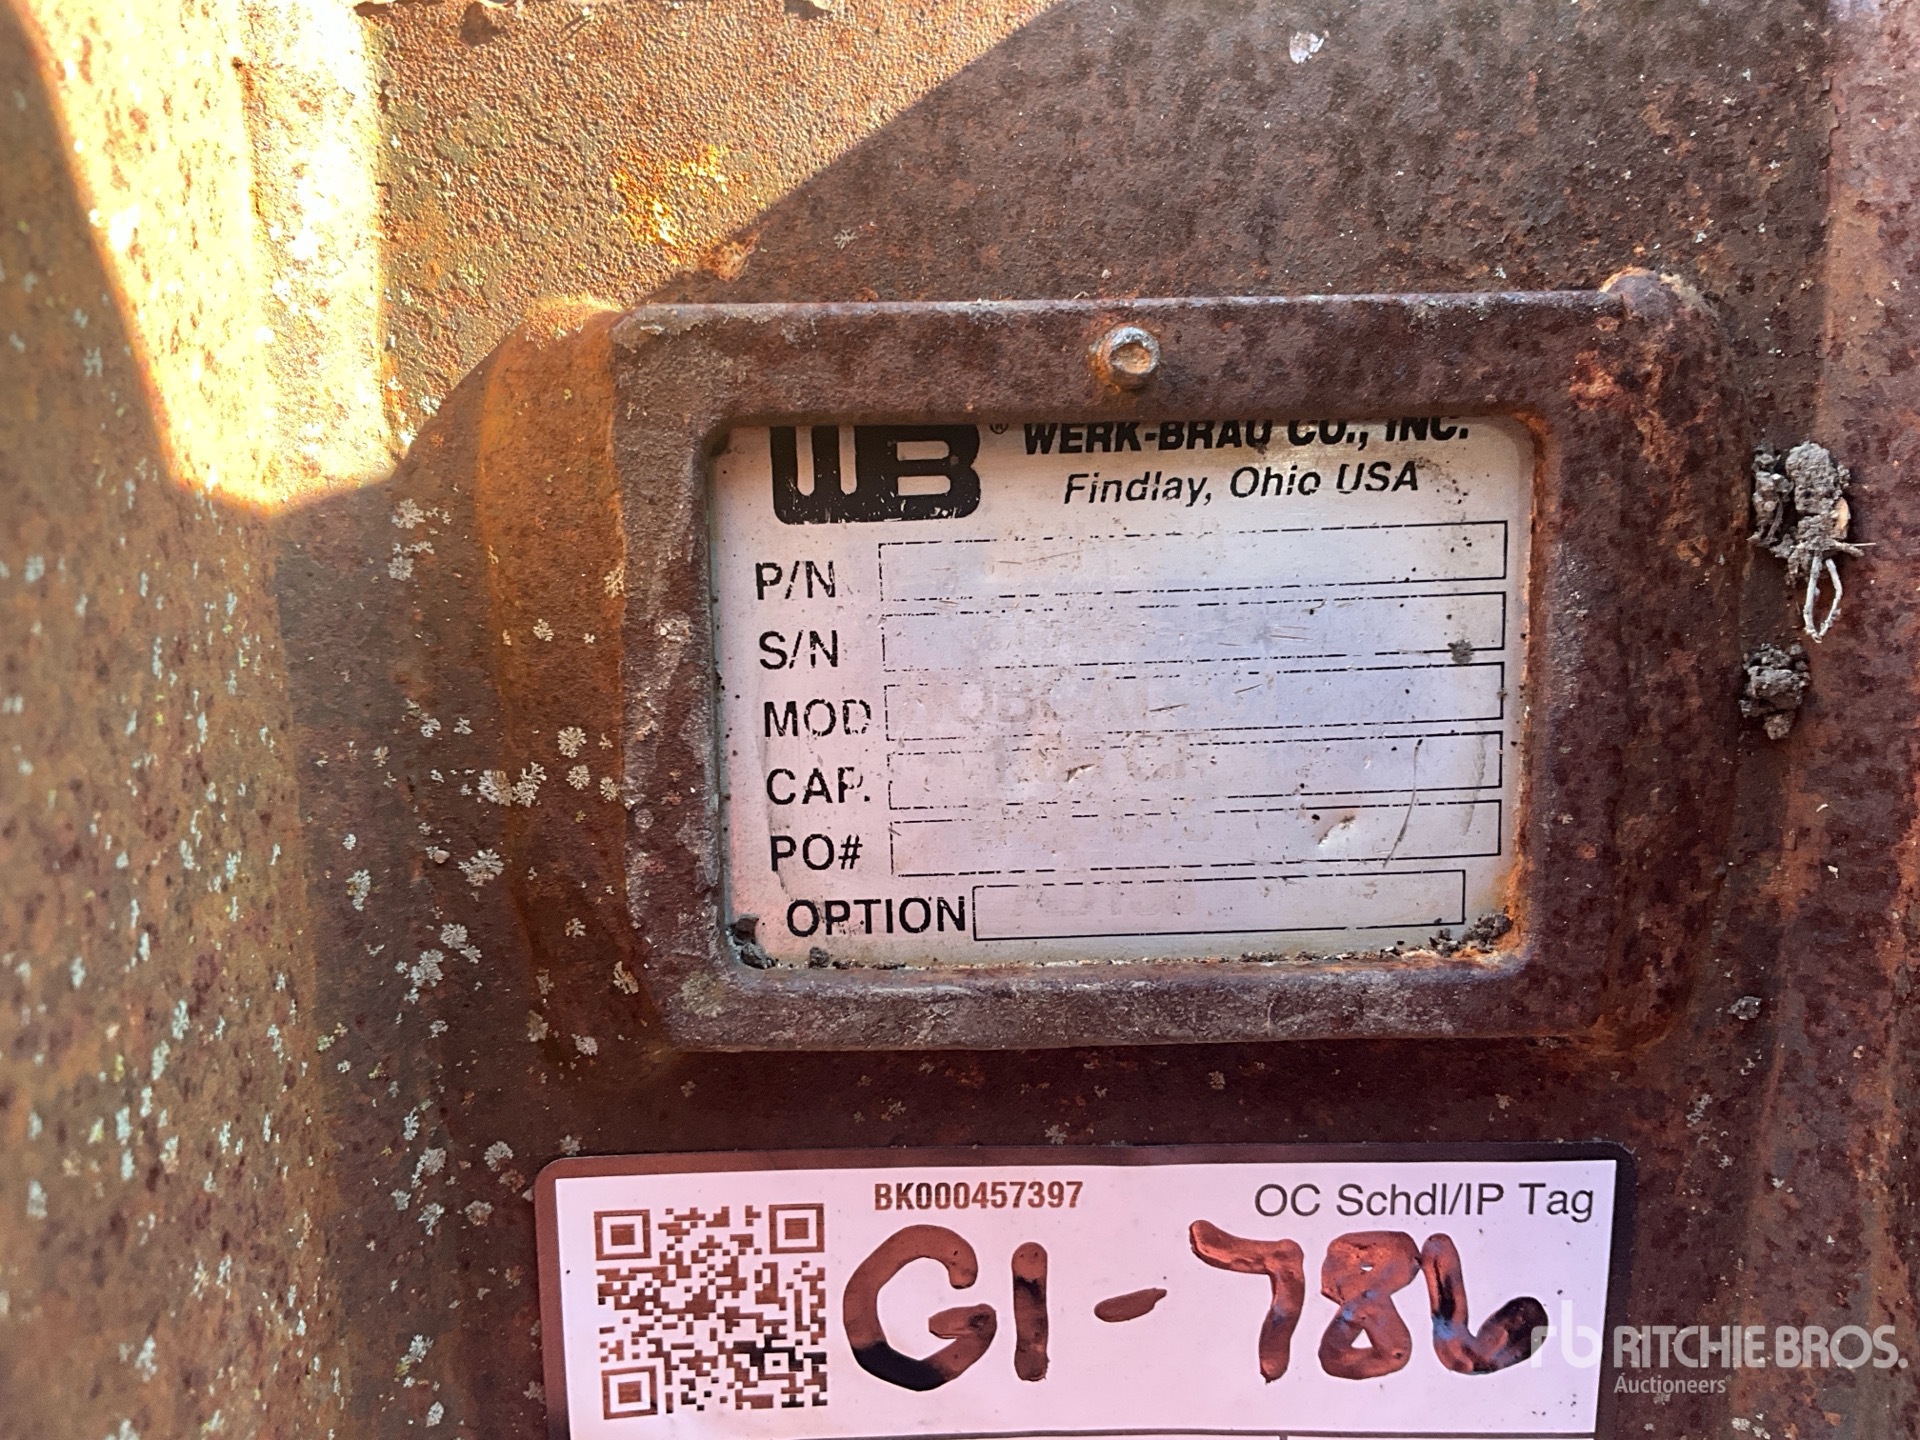 WB® WERK-BRAU CO., INC.
Findlay, Ohio USA
P/N
S/N
MOD
CAP.
PO#
OPTION
BK000457397
OC Schdl/IP Tag
G1-786
rb RITCHIE BROS.
Auctioneers